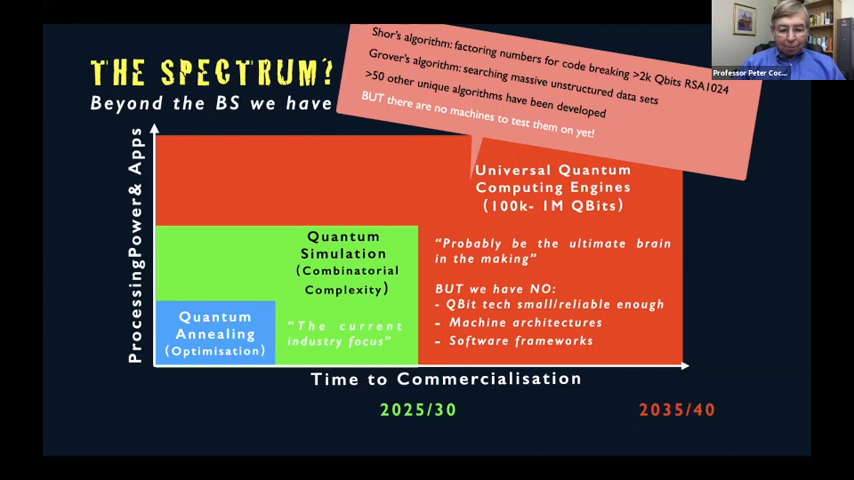 THE SPECTRUM?
Beyond the BS we have
Shor's algorithm: factoring numbers for code breaking >2k Qbits RSA1024
Grover's algorithm: searching massive unstructured data sets
>50 other unique algorithms have been developed
BUT there are no machines to test them on yet!
Professor Peter Coc...
ProcessingPower& Apps
Universal Quantum
Computing Engines
(100k- 1M QBits)
"Probably be the ultimate brain
in the making"
BUT we have NO:
- QBit tech small/reliable enough
- Machine architectures
- Software frameworks
Quantum
Simulation
(Combinatorial
Complexity)
"The current
industry focus"
Quantum
Annealing
(Optimisation)
Time to Commercialisation
2025/30
2035/40